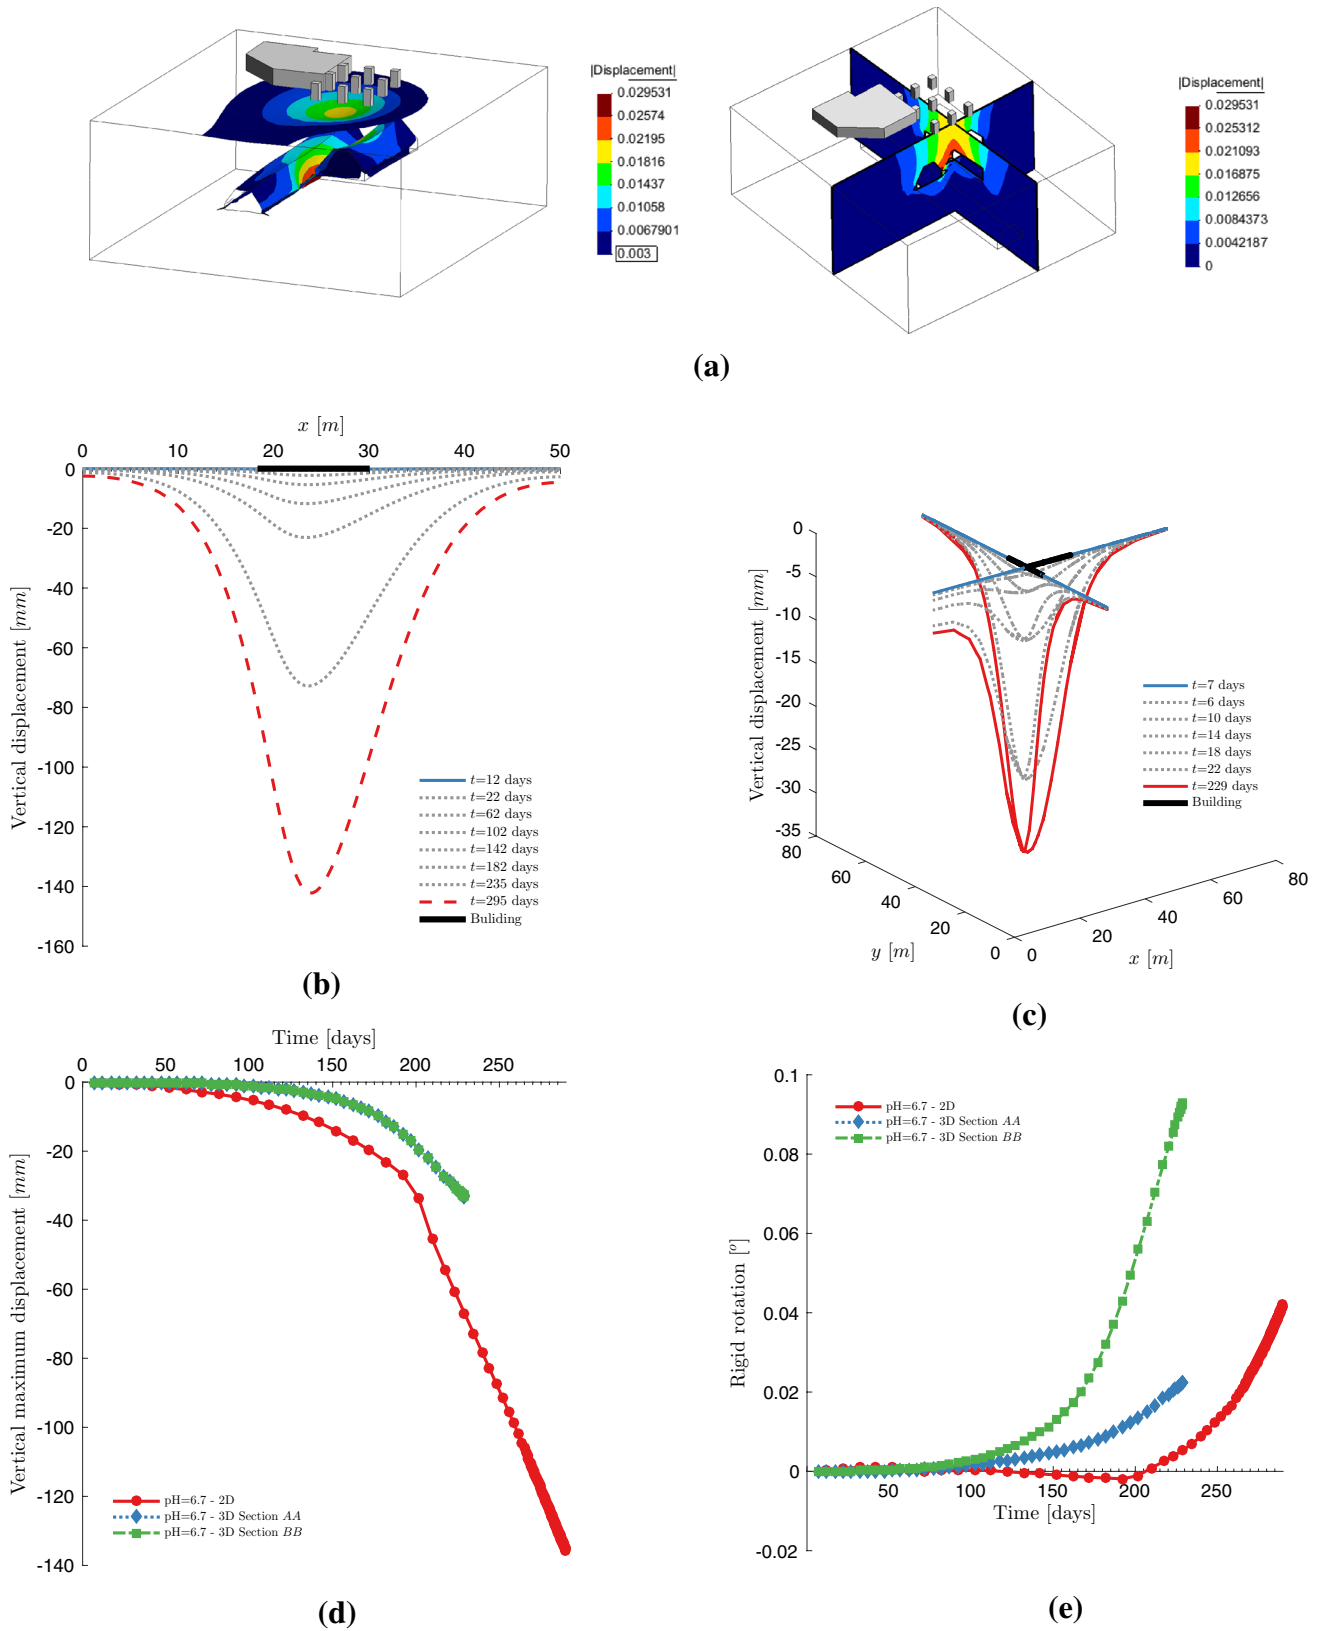 |Displacement|
0.029531
0.02574
0.02195
0.01816
0.01437
0.01058
0.0067901
0.003
|Displacement|
0.029531
0.025312
0.021093
0.016875
0.012656
0.0084373
0.0042187
0
(a)
x [m]
0 10 20 30 40 50
0
-20
-40
-60
-80
-100
-120
-140
-160
Vertical displacement [mm]
t=12 days
t=22 days
t=62 days
t=102 days
t=142 days
t=182 days
t=235 days
t=295 days
Buliding
(b)
0
-5
-10
-15
-20
-25
-30
-35
Vertical displacement [mm]
t=7 days
t=6 days
t=10 days
t=14 days
t=18 days
t=22 days
t=229 days
Building
80
60
40
20
0
y [m]
0
20
40
60
80
x [m]
(c)
Time [days]
0 50 100 150 200 250
0
-20
-40
-60
-80
-100
-120
-140
Vertical maximum displacement [mm]
pH=6.7 - 2D
pH=6.7 - 3D Section AA
pH=6.7 - 3D Section BB
(d)
0.1
0.08
0.06
0.04
0.02
0
-0.02
Rigid rotation [º]
pH=6.7 - 2D
pH=6.7 - 3D Section AA
pH=6.7 - 3D Section BB
50 100 150 200 250
Time [days]
(e)